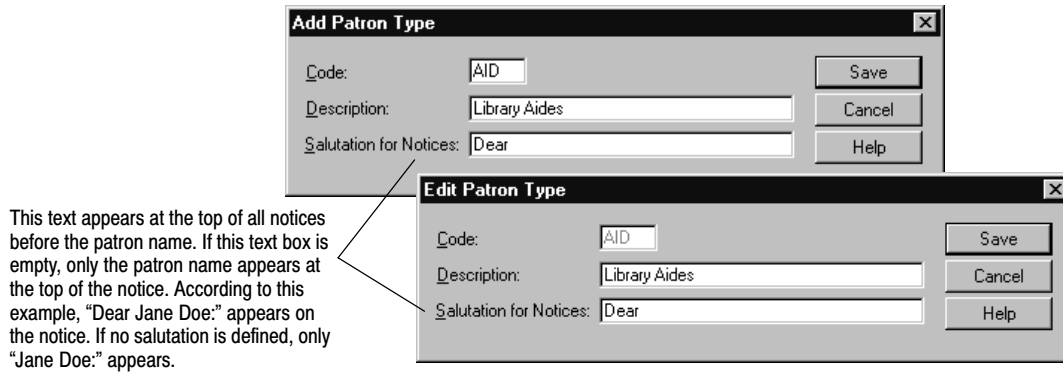 Add Patron Type
Code: AID Save
Description: Library Aides Cancel
Salutation for Notices: Dear Help
Edit Patron Type
Code: AID Save
Description: Library Aides Cancel
Salutation for Notices: Dear Help
This text appears at the top of all notices
before the patron name. If this text box is
empty, only the patron name appears at
the top of the notice. According to this
example, “Dear Jane Doe:” appears on
the notice. If no salutation is defined, only
“Jane Doe:” appears.